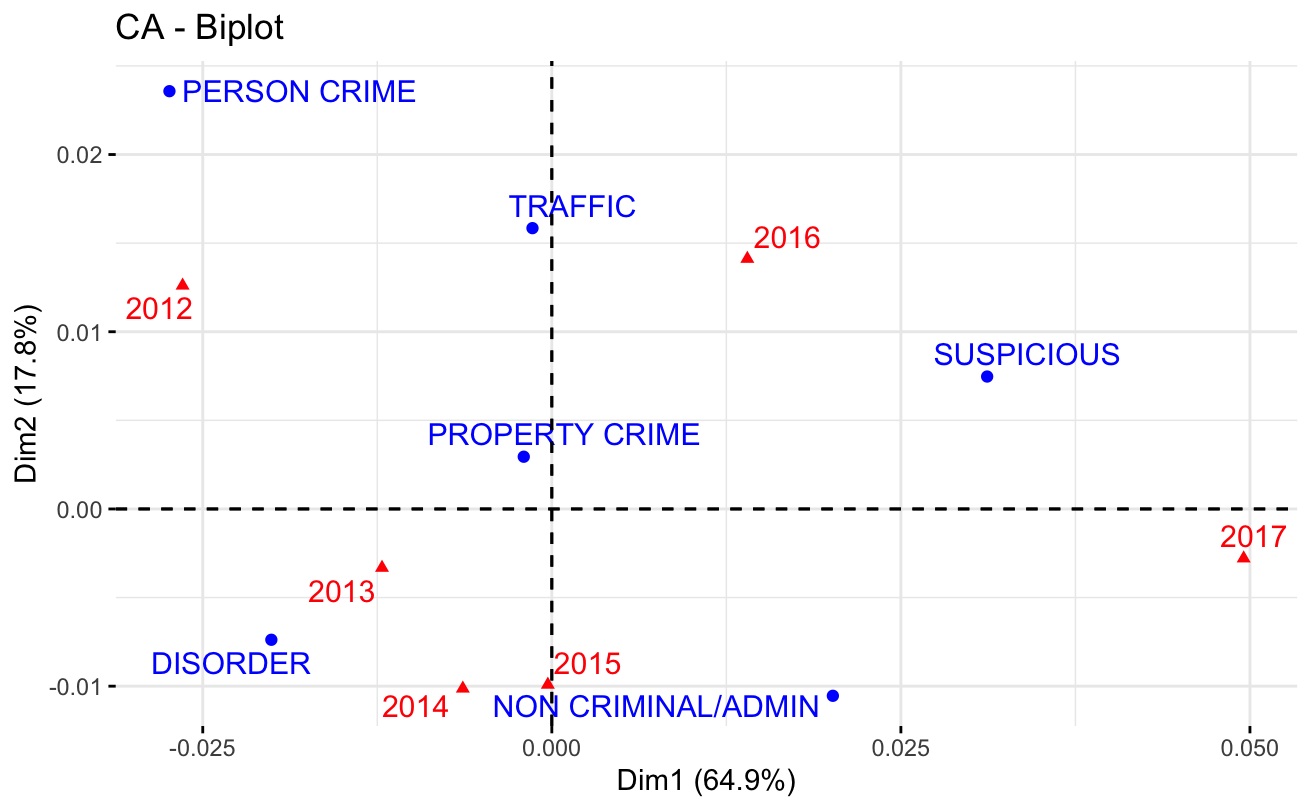 CA - Biplot
PERSON CRIME
0.02
TRAFFIC
2016
2012
0.01
SUSPICIOUS
PROPERTY CRIME
Dim2 (17.8%)
0.00
2017
2013
DISORDER
2015
-0.01
2014
NON CRIMINAL/ADMIN
-0.025
0.000
0.025
0.050
Dim1 (64.9%)